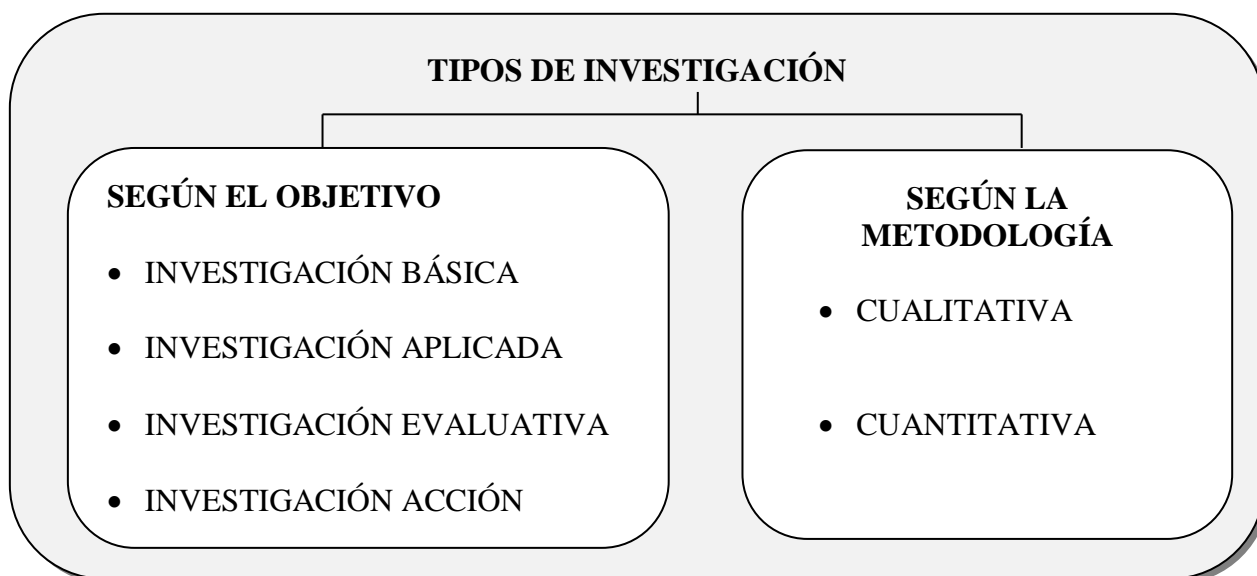 TIPOS DE INVESTIGACIÓN
SEGÚN EL OBJETIVO
• INVESTIGACIÓN BÁSICA
• INVESTIGACIÓN APLICADA
• INVESTIGACIÓN EVALUATIVA
• INVESTIGACIÓN ACCIÓN
SEGÚN LA
METODOLOGÍA
• CUALITATIVA
• CUANTITATIVA